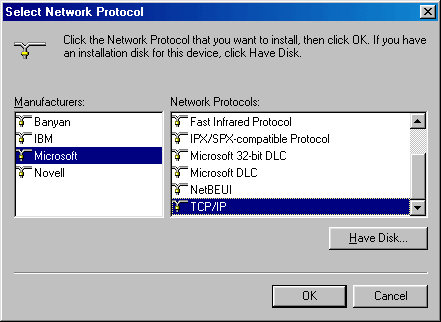 Select Network Protocol
Click the Network Protocol that you want to install, then click OK. If you have
an installation disk for this device, click Have Disk.
Manufacturers:
Banyan
IBM
Microsoft
Novell
Network Protocols:
Fast Infrared Protocol
IPX/SPX-compatible Protocol
Microsoft 32-bit DLC
Microsoft DLC
NetBEUI
TCP/IP
Have Disk...
OK
Cancel